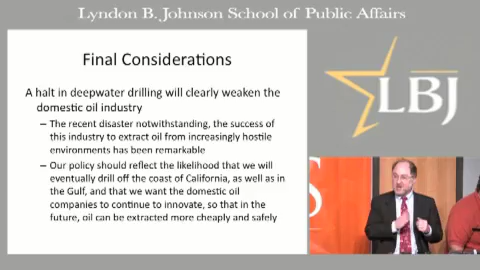 Lyndon B. Johnson School of Public Affairs
Final Considerations
A halt in deepwater drilling will clearly weaken the
domestic oil industry
– The recent disaster notwithstanding, the success of
this industry to extract oil from increasingly hostile
environments has been remarkable
– Our policy should reflect the likelihood that we will
eventually drill off the coast of California, as well as in
the Gulf, and that we want the domestic oil
companies to continue to innovate, so that in the
future, oil can be extracted more cheaply and safely
LBJ
S